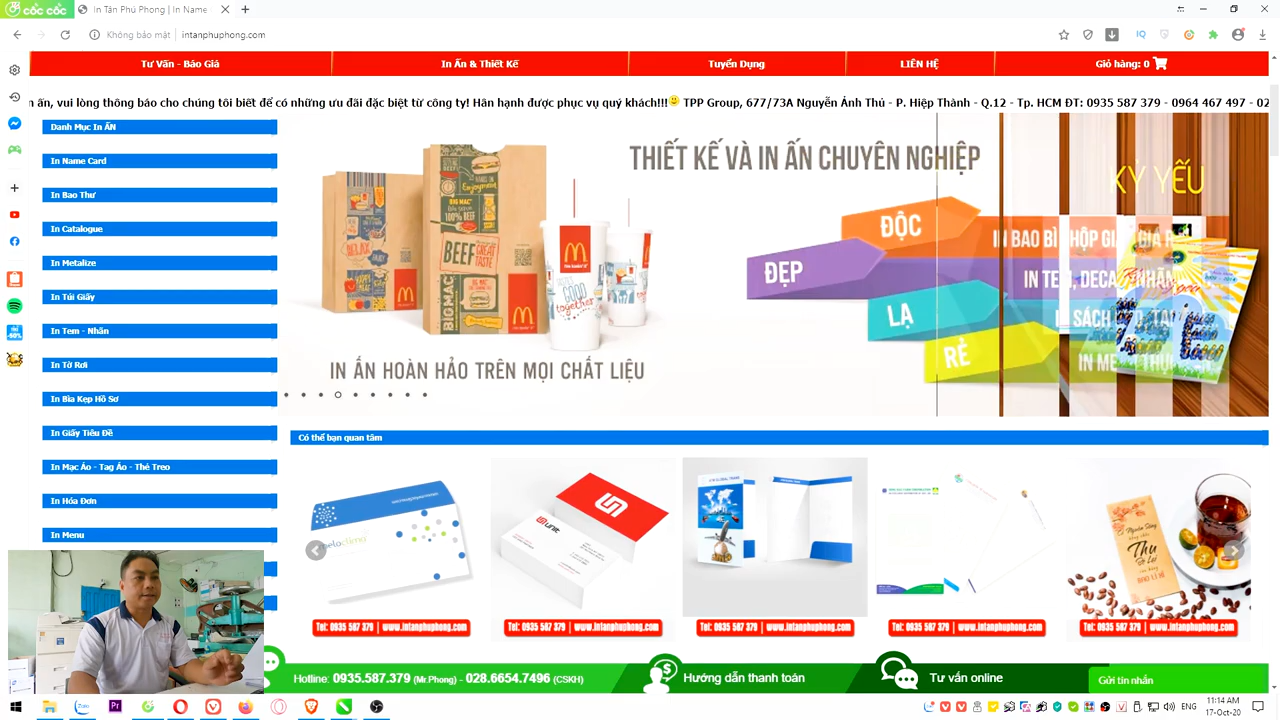 cốc cốc
In Tân Phú Phong | In Name
Không bảo mật | intanphuphong.com
Tư Vấn - Báo Giá
In Ấn & Thiết Kế
Tuyển Dụng
LIÊN HỆ
Giỏ hàng: 0
n ấn, vui lòng thông báo cho chúng tôi biết để có những ưu đãi đặc biệt từ công ty! Hân hạnh được phục vụ quý khách!!! TPP Group, 677/73A Nguyễn Ảnh Thủ - P. Hiệp Thành - Q.12 - Tp. HCM ĐT: 0935 587 379 - 0964 467 497 - 02
Danh Mục In ẤN
In Name Card
In Bao Thư
In Catalogue
In Metalize
In Túi Giấy
In Tem - Nhãn
In Tờ Rơi
In Bìa Kẹp Hồ Sơ
In Giấy Tiêu Đề
In Mạc Áo - Tag Áo - Thẻ Treo
In Hóa Đơn
In Menu
THIẾT KẾ VÀ IN ẤN CHUYÊN NGHIỆP
KỶ YẾU
ĐỘC
ĐẸP
LẠ
RẺ
BIG MAC
BEEF
IN ẤN HOÀN HẢO TRÊN MỌI CHẤT LIỆU
Có thể bạn quan tâm
unit
Tel: 0935 587 379 | www.intanphuphong.com
Tel: 0935 587 379 | www.intanphuphong.com
Tel: 0935 587 379 | www.intanphuphong.com
Tel: 0935 587 379 | www.intanphuphong.com
Tel: 0935 587 379 | www.intanphuphong.com
Hotline: 0935.587.379 (Mr.Phong) - 028.6654.7496 (CSKH)
Hướng dẫn thanh toán
Tư vấn online
Gửi tin nhắn
ENG
11:14 AM
17-Oct-20